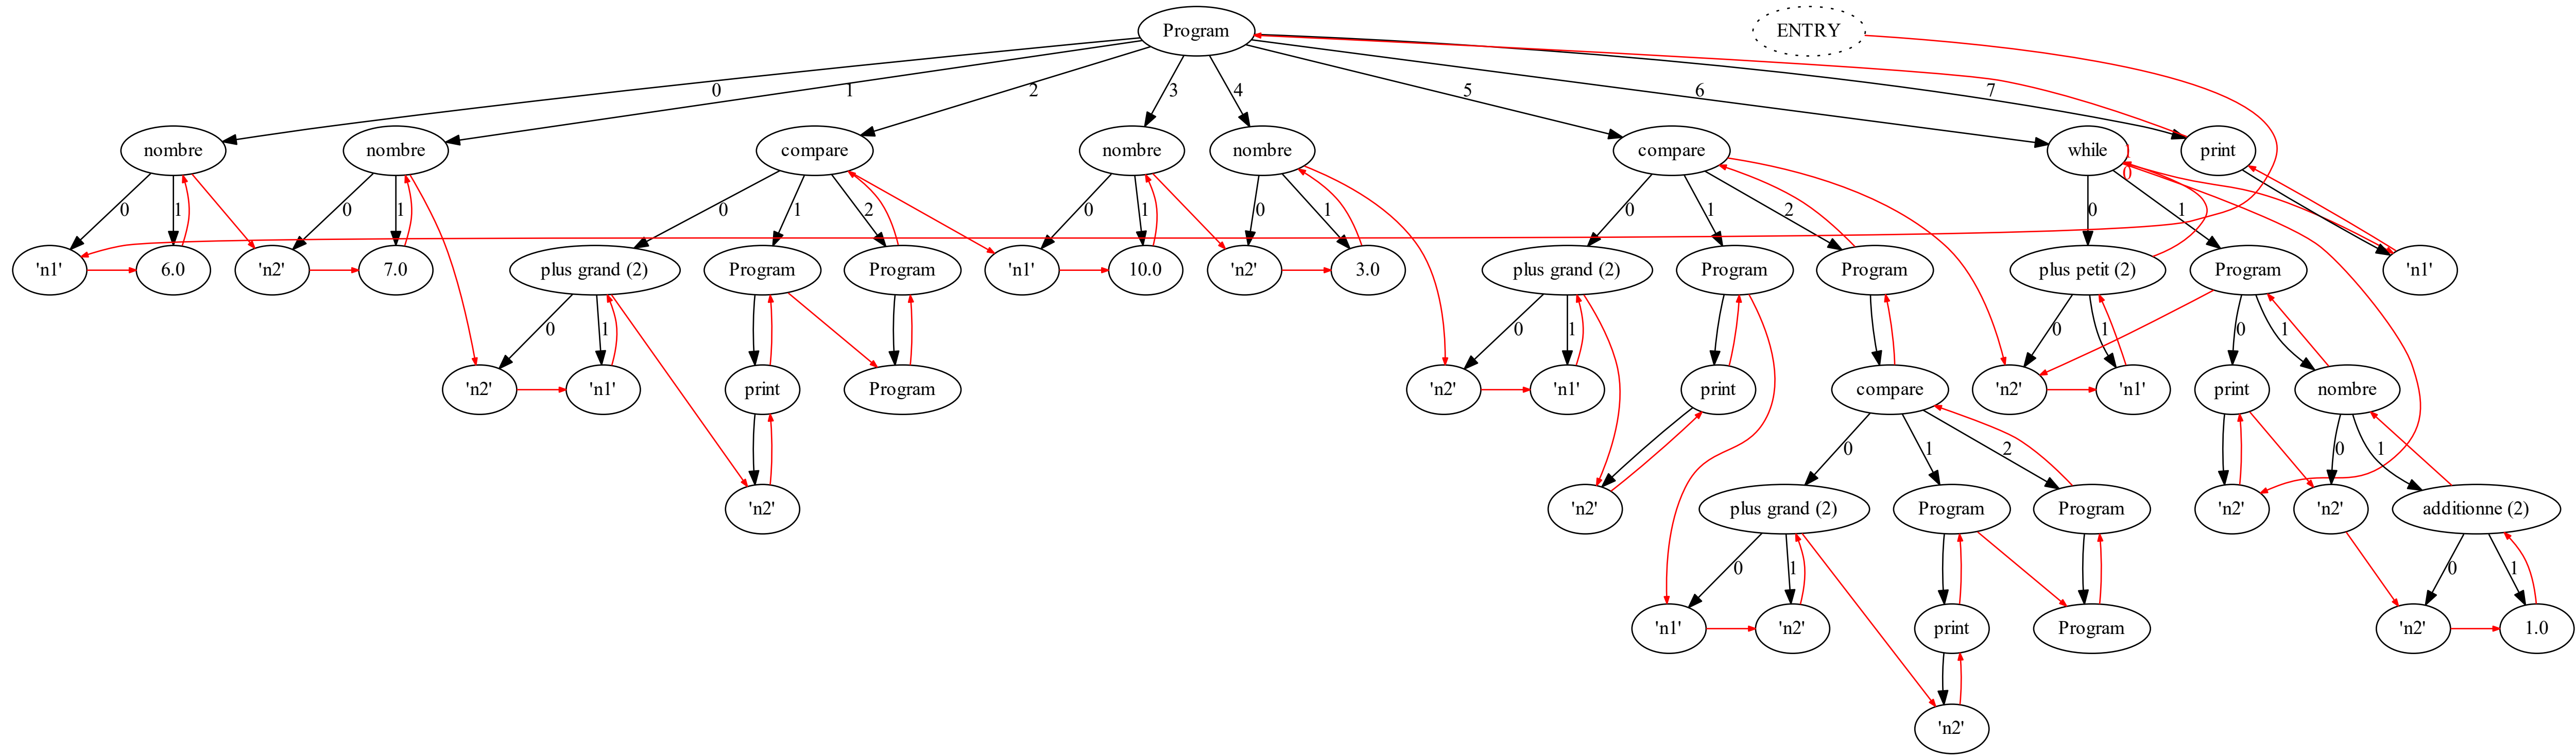 Program ENTRY
0 1 2 3 4 5 6 7
nombre nombre compare nombre nombre compare while print
0
0 1 0 1 0 1 2 0 1 0 1 0 1 2 0 1
'n1' 6.0 'n2' 7.0 plus grand (2) Program Program 'n1' 10.0 'n2' 3.0 plus grand (2) Program Program plus petit (2) Program 'n1'
0 1 0 1 0 1 0 1
'n2' 'n1' print Program 'n2' 'n1' print compare 'n2' 'n1' print nombre
0 1 2 0 1
'n2' 'n2' plus grand (2) Program Program 'n2' 'n2' additionne (2)
0 1 0 1
'n1' 'n2' print Program 'n2' 1.0
'n2'